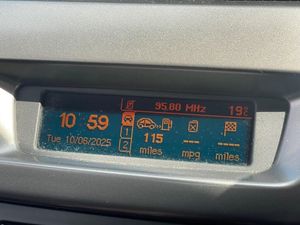 95.80 MHz 19°C
10 59
Tue 10/06/2025
1
2
115 --- ----
miles mpg miles